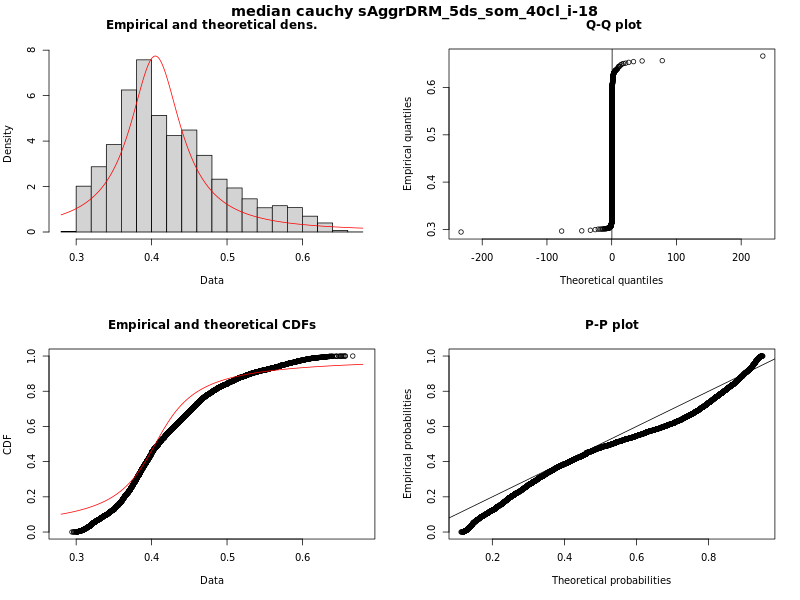 median cauchy sAggrDRM_5ds_som_40cl_i-18
Empirical and theoretical dens.
Density
0 2 4 6 8
0.3 0.4 0.5 0.6
Data
Q-Q plot
Empirical quantiles
0.3 0.4 0.5 0.6
-200 -100 0 100 200
Theoretical quantiles
Empirical and theoretical CDFs
CDF
0.0 0.2 0.4 0.6 0.8 1.0
0.3 0.4 0.5 0.6
Data
P-P plot
Empirical probabilities
0.0 0.2 0.4 0.6 0.8 1.0
0.2 0.4 0.6 0.8
Theoretical probabilities